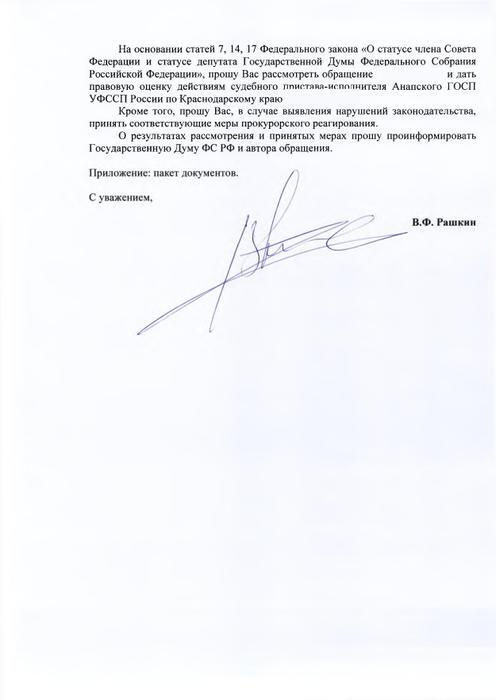 На основании статей 7, 14, 17 Федерального закона «О статусе члена Совета
Федерации и статусе депутата Государственной Думы Федерального Собрания
Российской Федерации», прошу Вас рассмотреть обращение и дать
правовую оценку действиям судебного пристава-исполнителя Анапского ГОСП
УФССП России по Краснодарскому краю
Кроме того, прошу Вас, в случае выявления нарушений законодательства,
принять соответствующие меры прокурорского реагирования.
О результатах рассмотрения и принятых мерах прошу проинформировать
Государственную Думу ФС РФ и автора обращения.
Приложение: пакет документов.
С уважением,
В.Ф. Рашкин